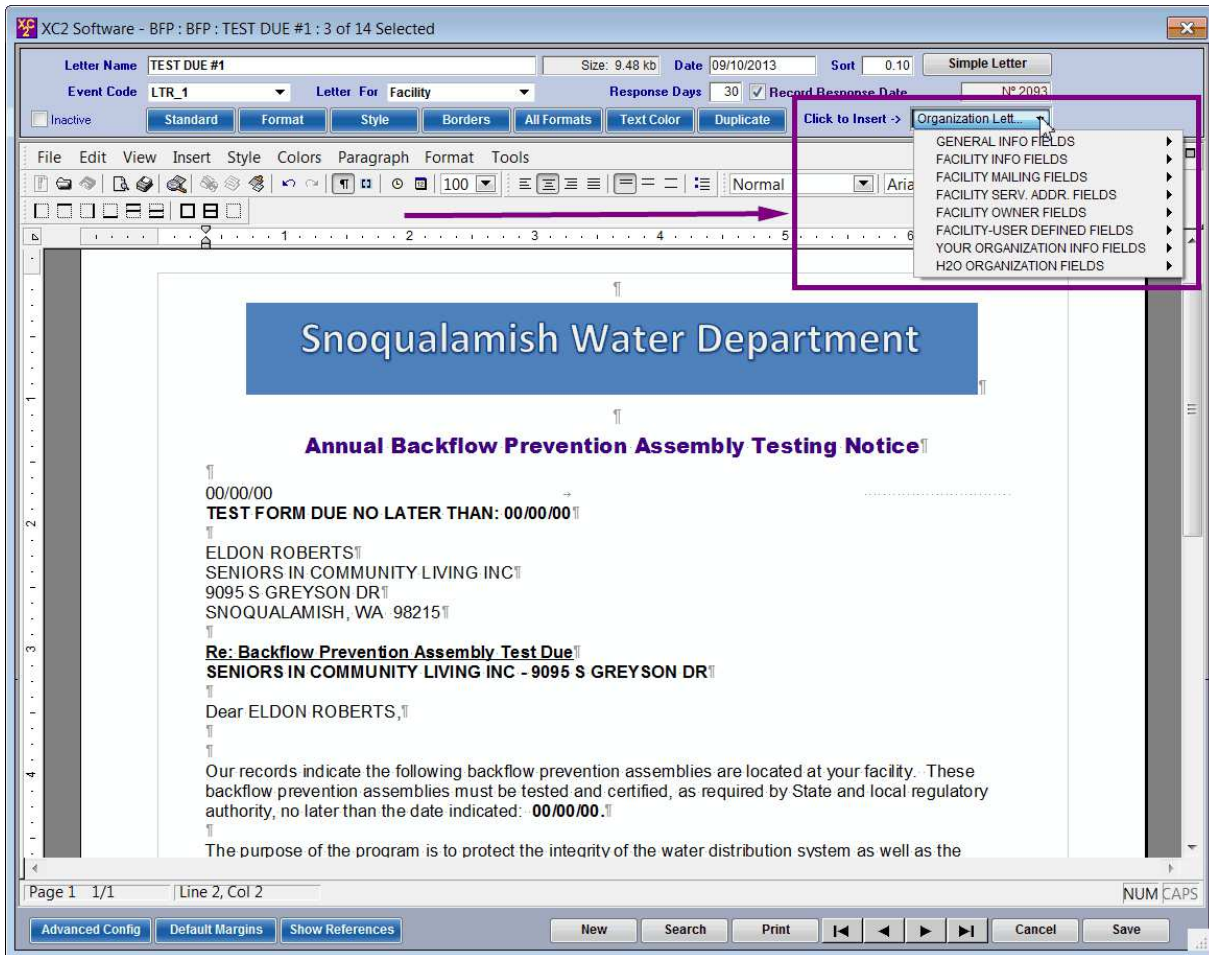 XC2 Software - BFP : BFP : TEST DUE #1 : 3 of 14 Selected
Letter Name TEST DUE #1 Size: 9.48 kb Date 09/10/2013 Sort 0.10 Simple Letter
Event Code LTR_1 Letter For Facility Response Days 30 Record Response Date N° 2093
Inactive Standard Format Style Borders All Formats Text Color Duplicate Click to Insert -> Organization Lett...
GENERAL INFO FIELDS
FACILITY INFO FIELDS
FACILITY MAILING FIELDS
FACILITY SERV. ADDR. FIELDS
FACILITY OWNER FIELDS
FACILITY-USER DEFINED FIELDS
YOUR ORGANIZATION INFO FIELDS
H2O ORGANIZATION FIELDS
File Edit View Insert Style Colors Paragraph Format Tools
100 Normal Aria
1 2 3 4 5 6
Snoqualamish Water Department
Annual Backflow Prevention Assembly Testing Notice
00/00/00
TEST FORM DUE NO LATER THAN: 00/00/00
ELDON ROBERTS
SENIORS IN COMMUNITY LIVING INC
9095 S GREYSON DR
SNOQUALAMISH, WA 98215
Re: Backflow Prevention Assembly Test Due
SENIORS IN COMMUNITY LIVING INC - 9095 S GREYSON DR
Dear ELDON ROBERTS,
Our records indicate the following backflow prevention assemblies are located at your facility. These
backflow prevention assemblies must be tested and certified, as required by State and local regulatory
authority, no later than the date indicated: 00/00/00.
The purpose of the program is to protect the integrity of the water distribution system as well as the
Page 1 1/1 Line 2, Col 2 NUM CAPS
Advanced Config Default Margins Show References New Search Print Cancel Save